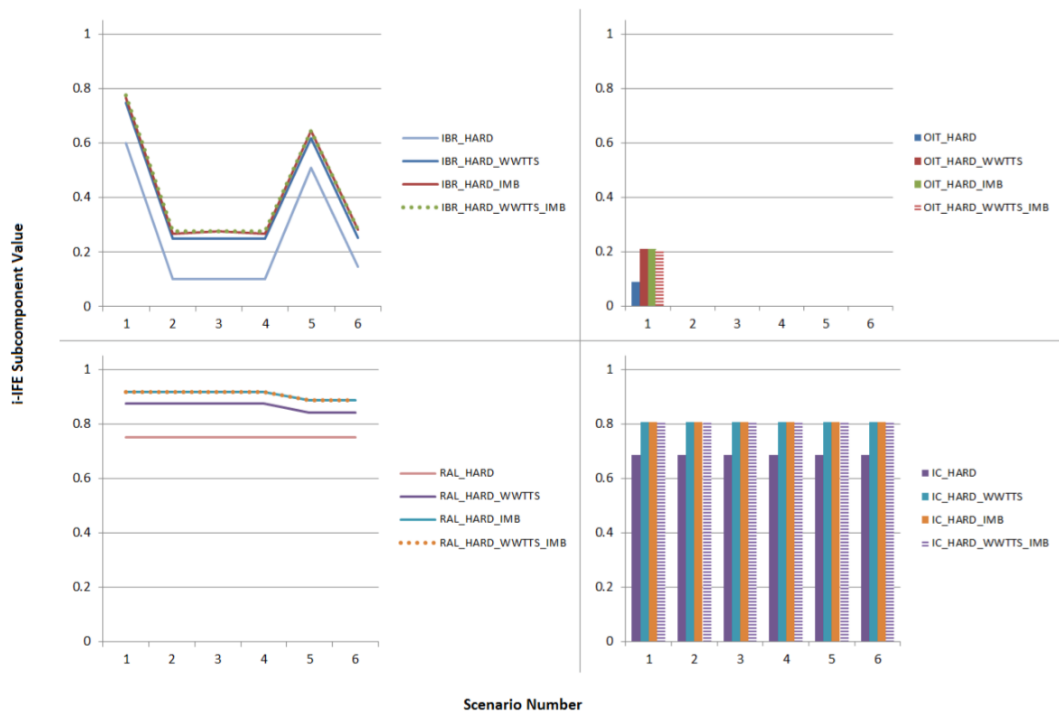 i-IFE Subcomponent Value
1
0.8
0.6
0.4
0.2
0
1 2 3 4 5 6
IBR_HARD
IBR_HARD_WWTTS
IBR_HARD_IMB
IBR_HARD_WWTTS_IMB
1
0.8
0.6
0.4
0.2
0
1 2 3 4 5 6
OIT_HARD
OIT_HARD_WWTTS
OIT_HARD_IMB
OIT_HARD_WWTTS_IMB
1
0.8
0.6
0.4
0.2
0
1 2 3 4 5 6
RAL_HARD
RAL_HARD_WWTTS
RAL_HARD_IMB
RAL_HARD_WWTTS_IMB
1
0.8
0.6
0.4
0.2
0
1 2 3 4 5 6
IC_HARD
IC_HARD_WWTTS
IC_HARD_IMB
IC_HARD_WWTTS_IMB
Scenario Number